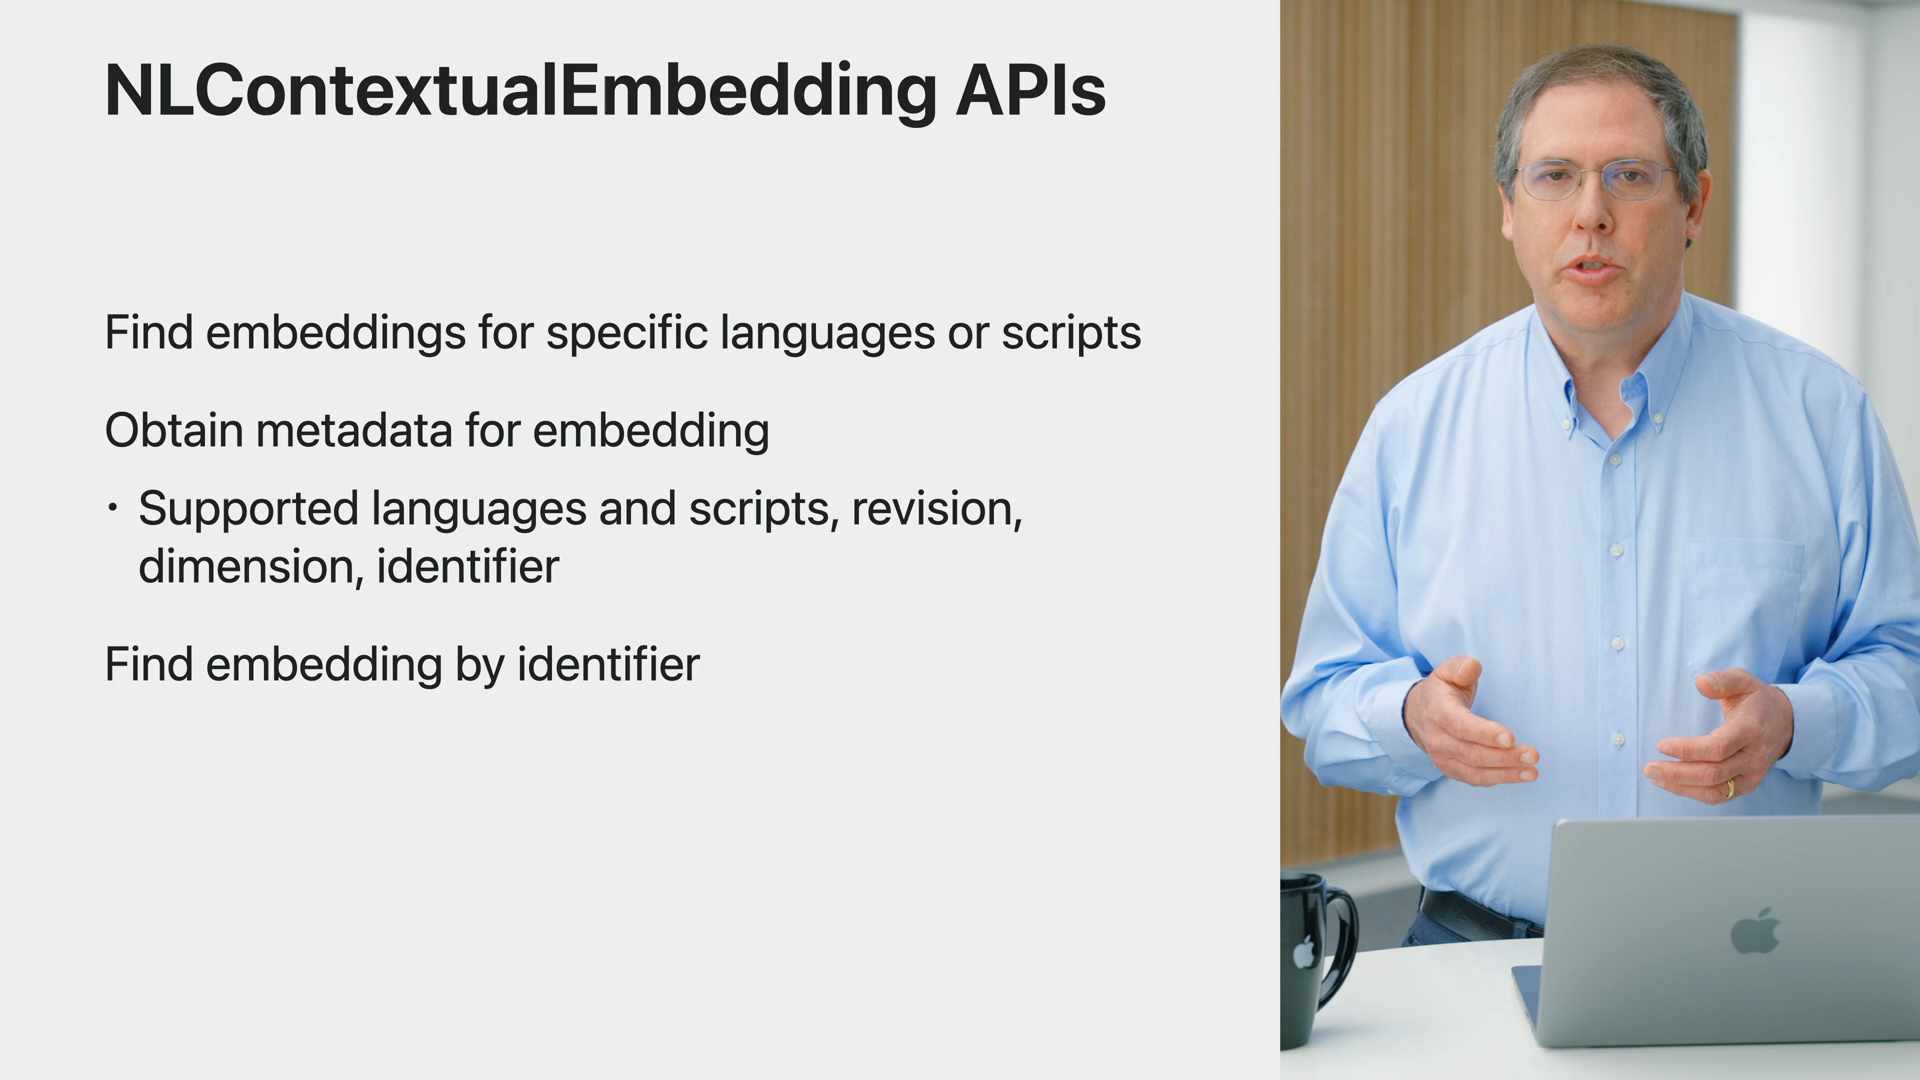 NLContextualEmbedding APIs
Find embeddings for specific languages or scripts
Obtain metadata for embedding
• Supported languages and scripts, revision,
dimension, identifier
Find embedding by identifier